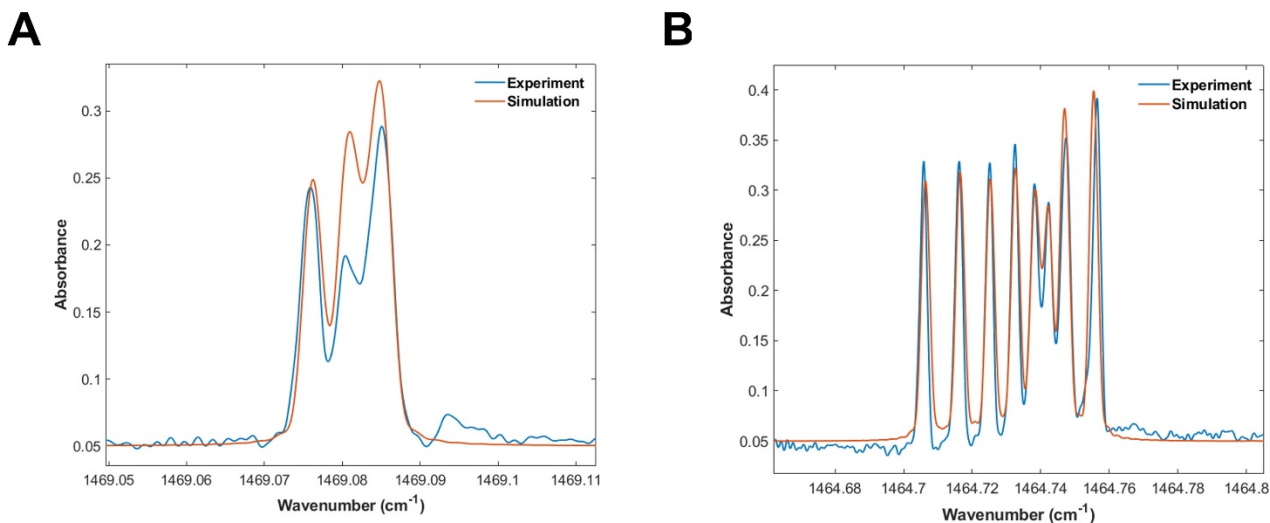 A
Experiment
Simulation
Absorbance
0.3
0.25
0.2
0.15
0.1
0.05
1469.05 1469.06 1469.07 1469.08 1469.09 1469.1 1469.11
Wavenumber (cm-1)
B
Experiment
Simulation
Absorbance
0.4
0.35
0.3
0.25
0.2
0.15
0.1
0.05
1464.68 1464.7 1464.72 1464.74 1464.76 1464.78 1464.8
Wavenumber (cm-1)